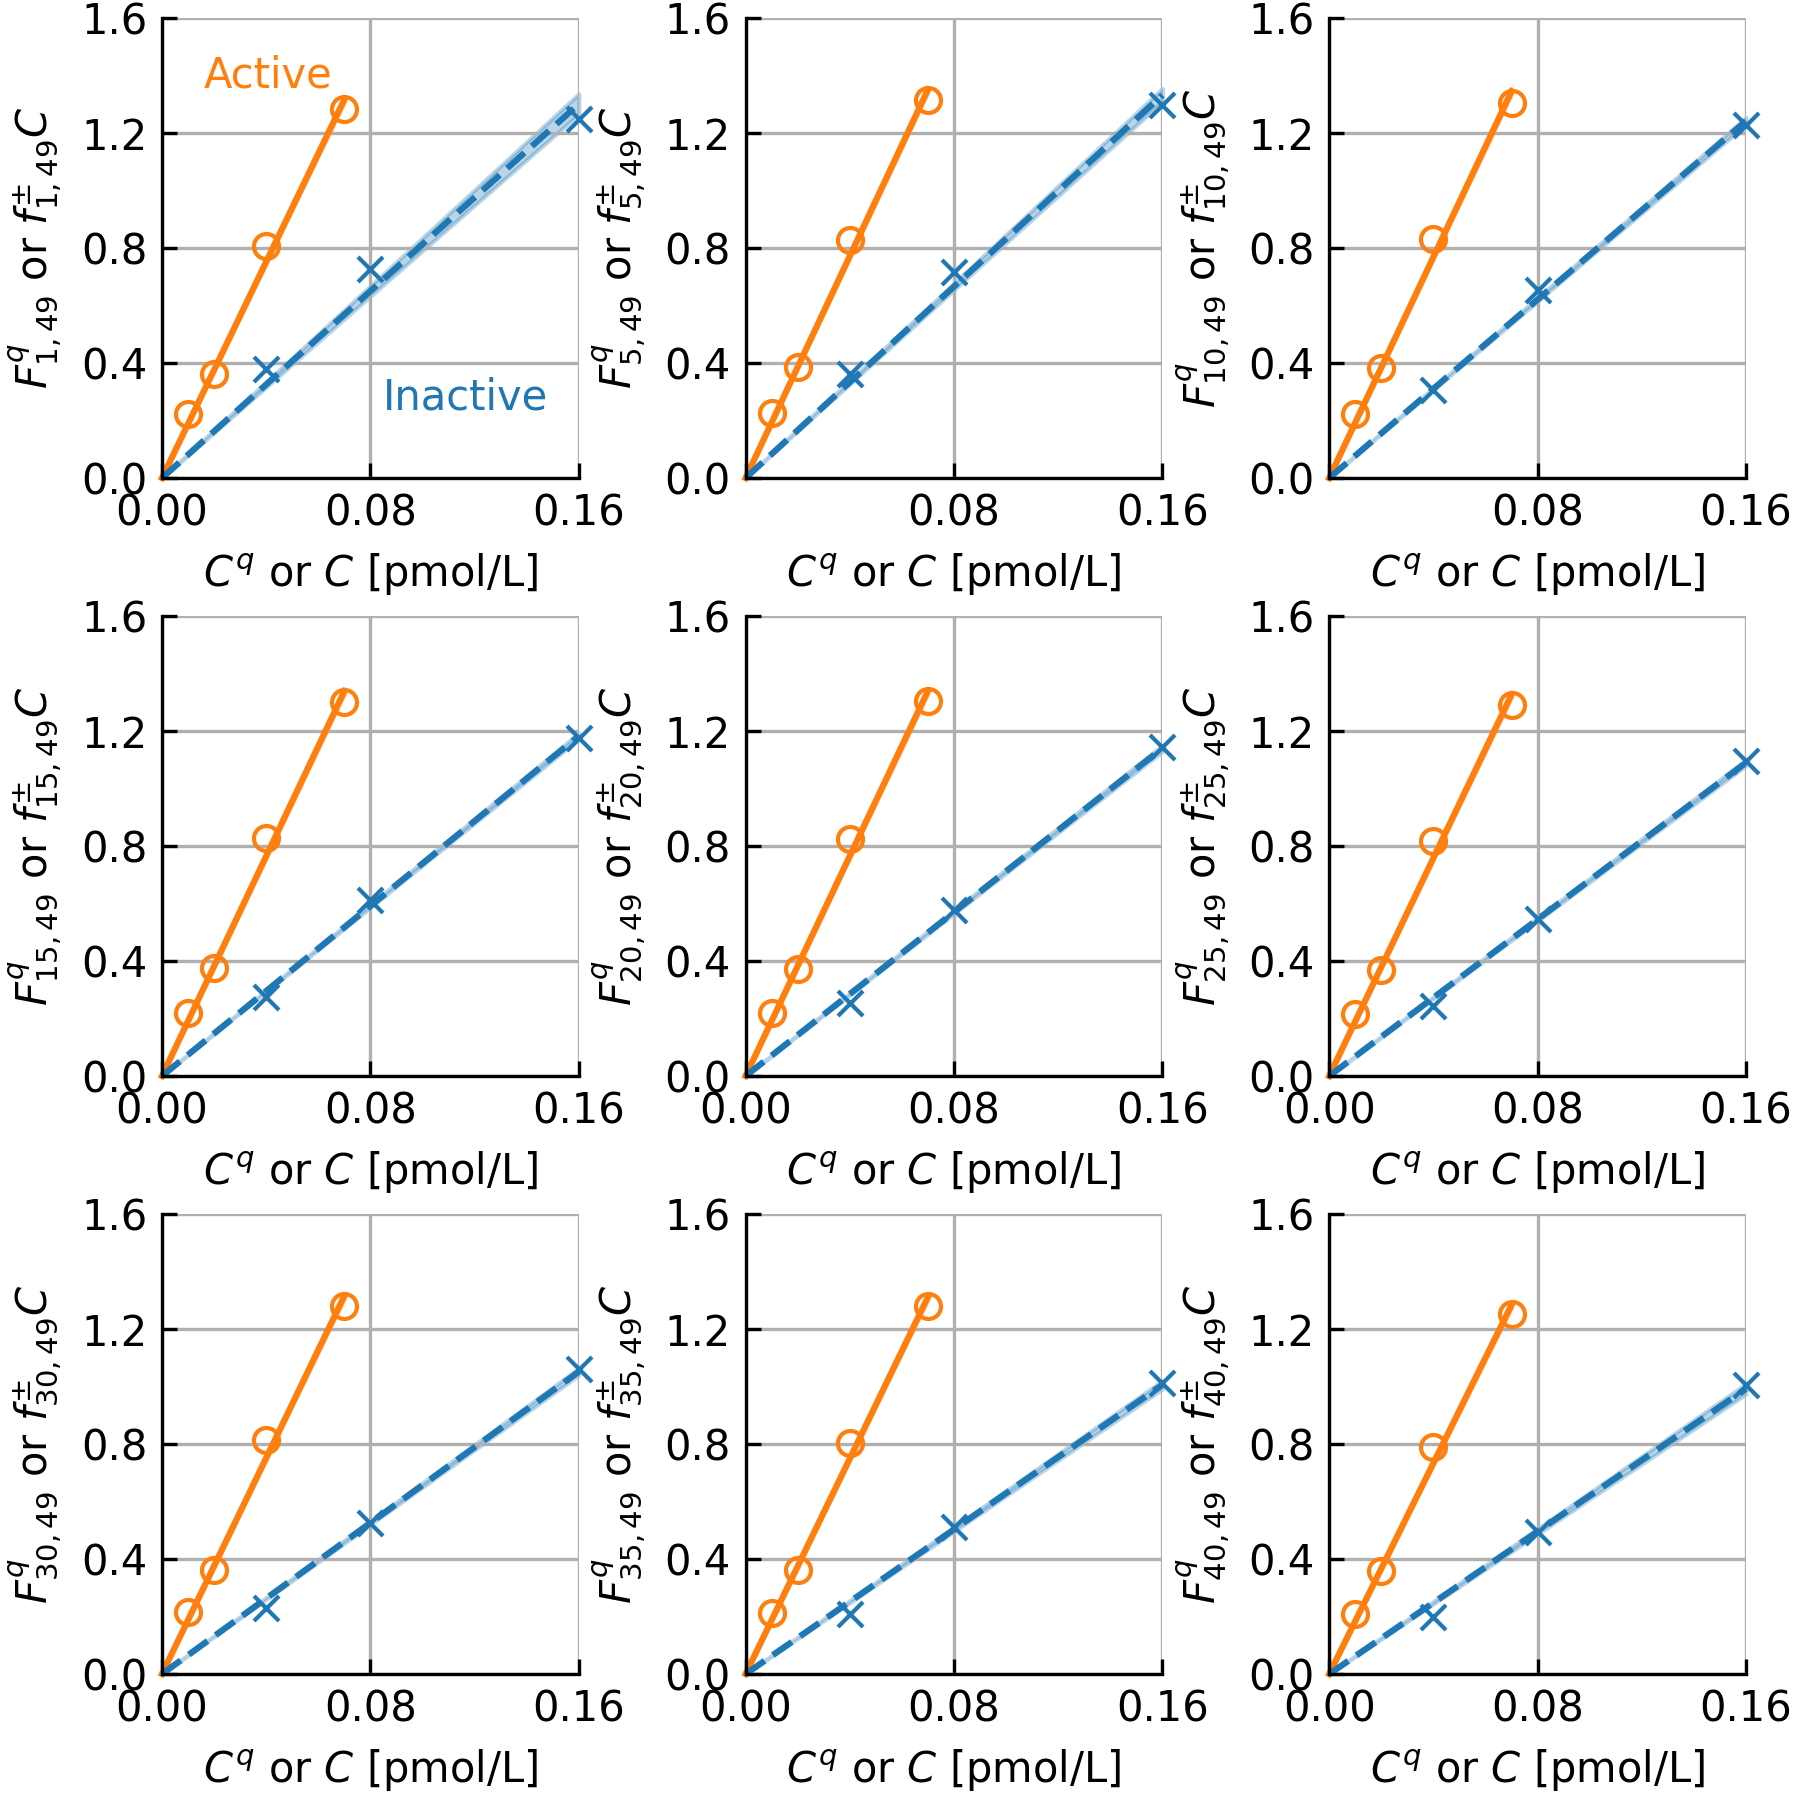 1.6 1.2 0.8 0.4 0.0
0.00 0.08 0.16
Active
Inactive
F^q_{1,49} or f^±_{1,49}C
C^q or C [pmol/L]
1.6 1.2 0.8 0.4 0.0
0.08 0.16
F^q_{5,49} or f^±_{5,49}C
C^q or C [pmol/L]
1.6 1.2 0.8 0.4 0.0
0.08 0.16
F^q_{10,49} or f^±_{10,49}C
C^q or C [pmol/L]
1.6 1.2 0.8 0.4 0.0
0.00 0.08 0.16
F^q_{15,49} or f^±_{15,49}C
C^q or C [pmol/L]
1.6 1.2 0.8 0.4 0.0
0.00 0.08 0.16
F^q_{20,49} or f^±_{20,49}C
C^q or C [pmol/L]
1.6 1.2 0.8 0.4 0.0
0.00 0.08 0.16
F^q_{25,49} or f^±_{25,49}C
C^q or C [pmol/L]
1.6 1.2 0.8 0.4 0.0
0.00 0.08 0.16
F^q_{30,49} or f^±_{30,49}C
C^q or C [pmol/L]
1.6 1.2 0.8 0.4 0.0
0.00 0.08 0.16
F^q_{35,49} or f^±_{35,49}C
C^q or C [pmol/L]
1.6 1.2 0.8 0.4 0.0
0.00 0.08 0.16
F^q_{40,49} or f^±_{40,49}C
C^q or C [pmol/L]